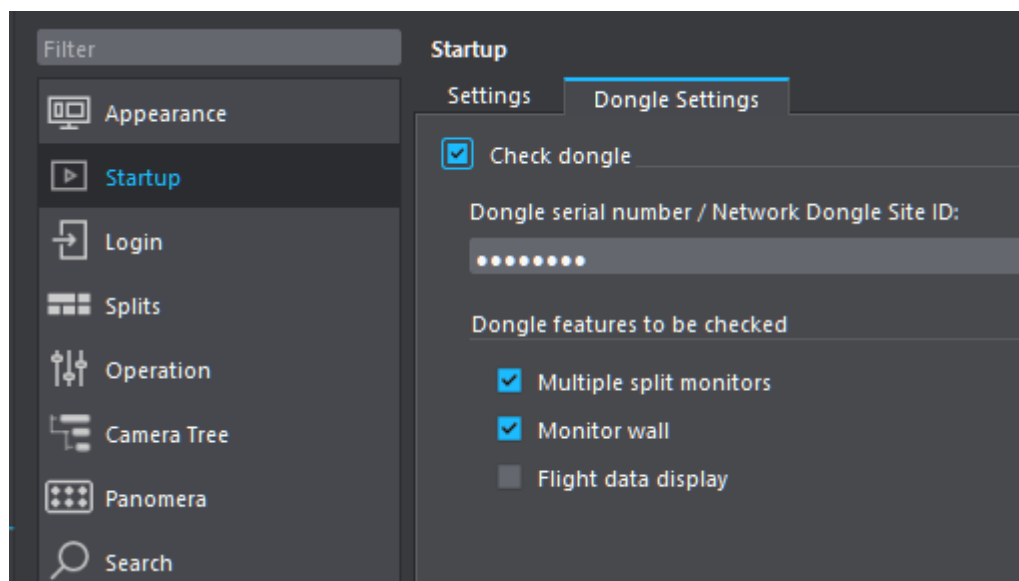 Filter
Appearance
Startup
Login
Splits
Operation
Camera Tree
Panomera
Search
Startup
Settings
Dongle Settings
Check dongle
Dongle serial number / Network Dongle Site ID:
••••••••
Dongle features to be checked
Multiple split monitors
Monitor wall
Flight data display